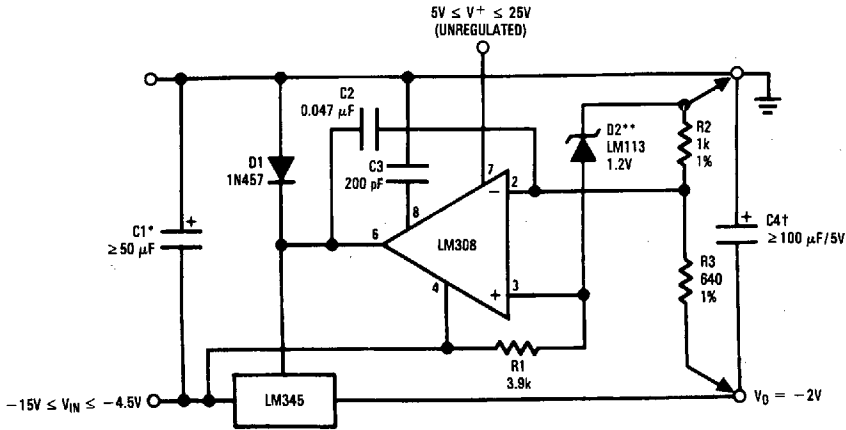 5V ≤ V+ ≤ 25V
(UNREGULATED)
C2
0.047 μF
D2**
LM113
1.2V
R2
1k
1%
D1
1N457
C3
200 pF
7
2
−
8
C1*
+
≥ 50 μF
6
LM308
+
C4†
≥ 100 μF/5V
R3
640
1%
4
+
3
R1
3.9k
−15V ≤ VIN ≤ −4.5V
LM345
VO = −2V